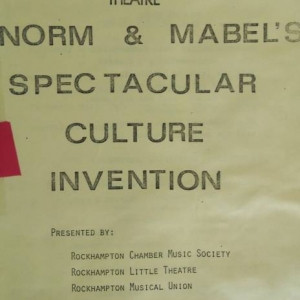 THEATRE
NORM & MABEL'S
SPECTACULAR
CULTURE
INVENTION
PRESENTED BY:
ROCKHAMPTON CHAMBER MUSIC SOCIETY
ROCKHAMPTON LITTLE THEATRE
ROCKHAMPTON MUSICAL UNION